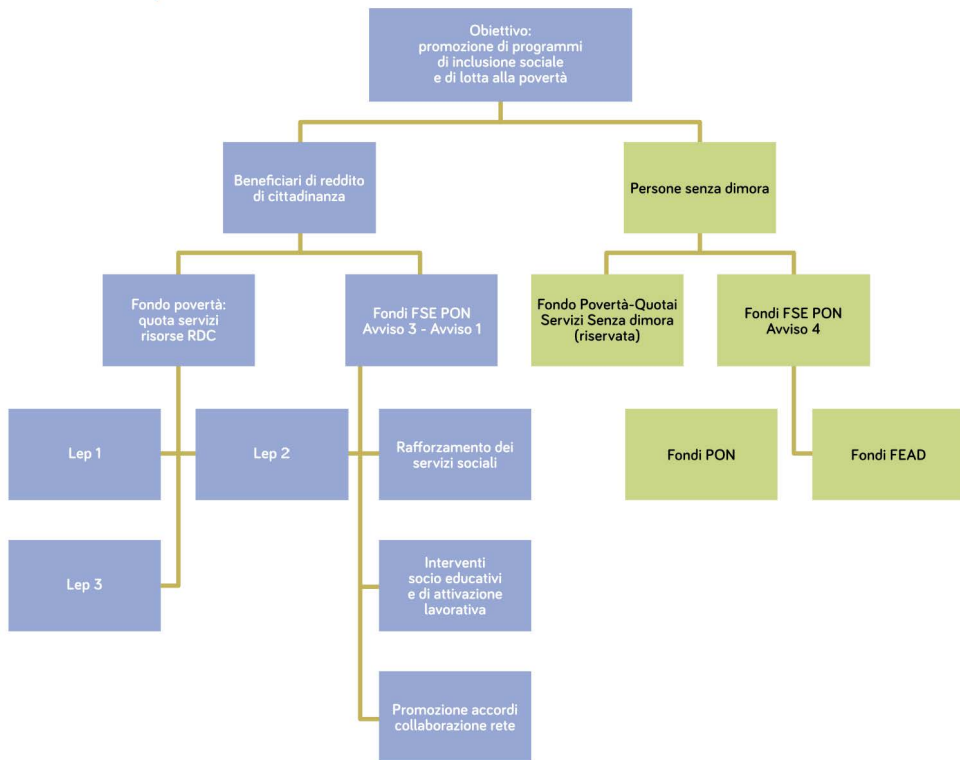 Obiettivo:
promozione di programmi
di inclusione sociale
e di lotta alla povertà
Beneficiari di reddito
di cittadinanza
Persone senza dimora
Fondo povertà:
quota servizi
risorse RDC
Fondi FSE PON
Avviso 3 - Avviso 1
Fondo Povertà-Quotai
Servizi Senza dimora
(riservata)
Fondi FSE PON
Avviso 4
Lep 1
Lep 2
Rafforzamento dei
servizi sociali
Fondi PON
Fondi FEAD
Lep 3
Interventi
socio educativi
e di attivazione
lavorativa
Promozione accordi
collaborazione rete